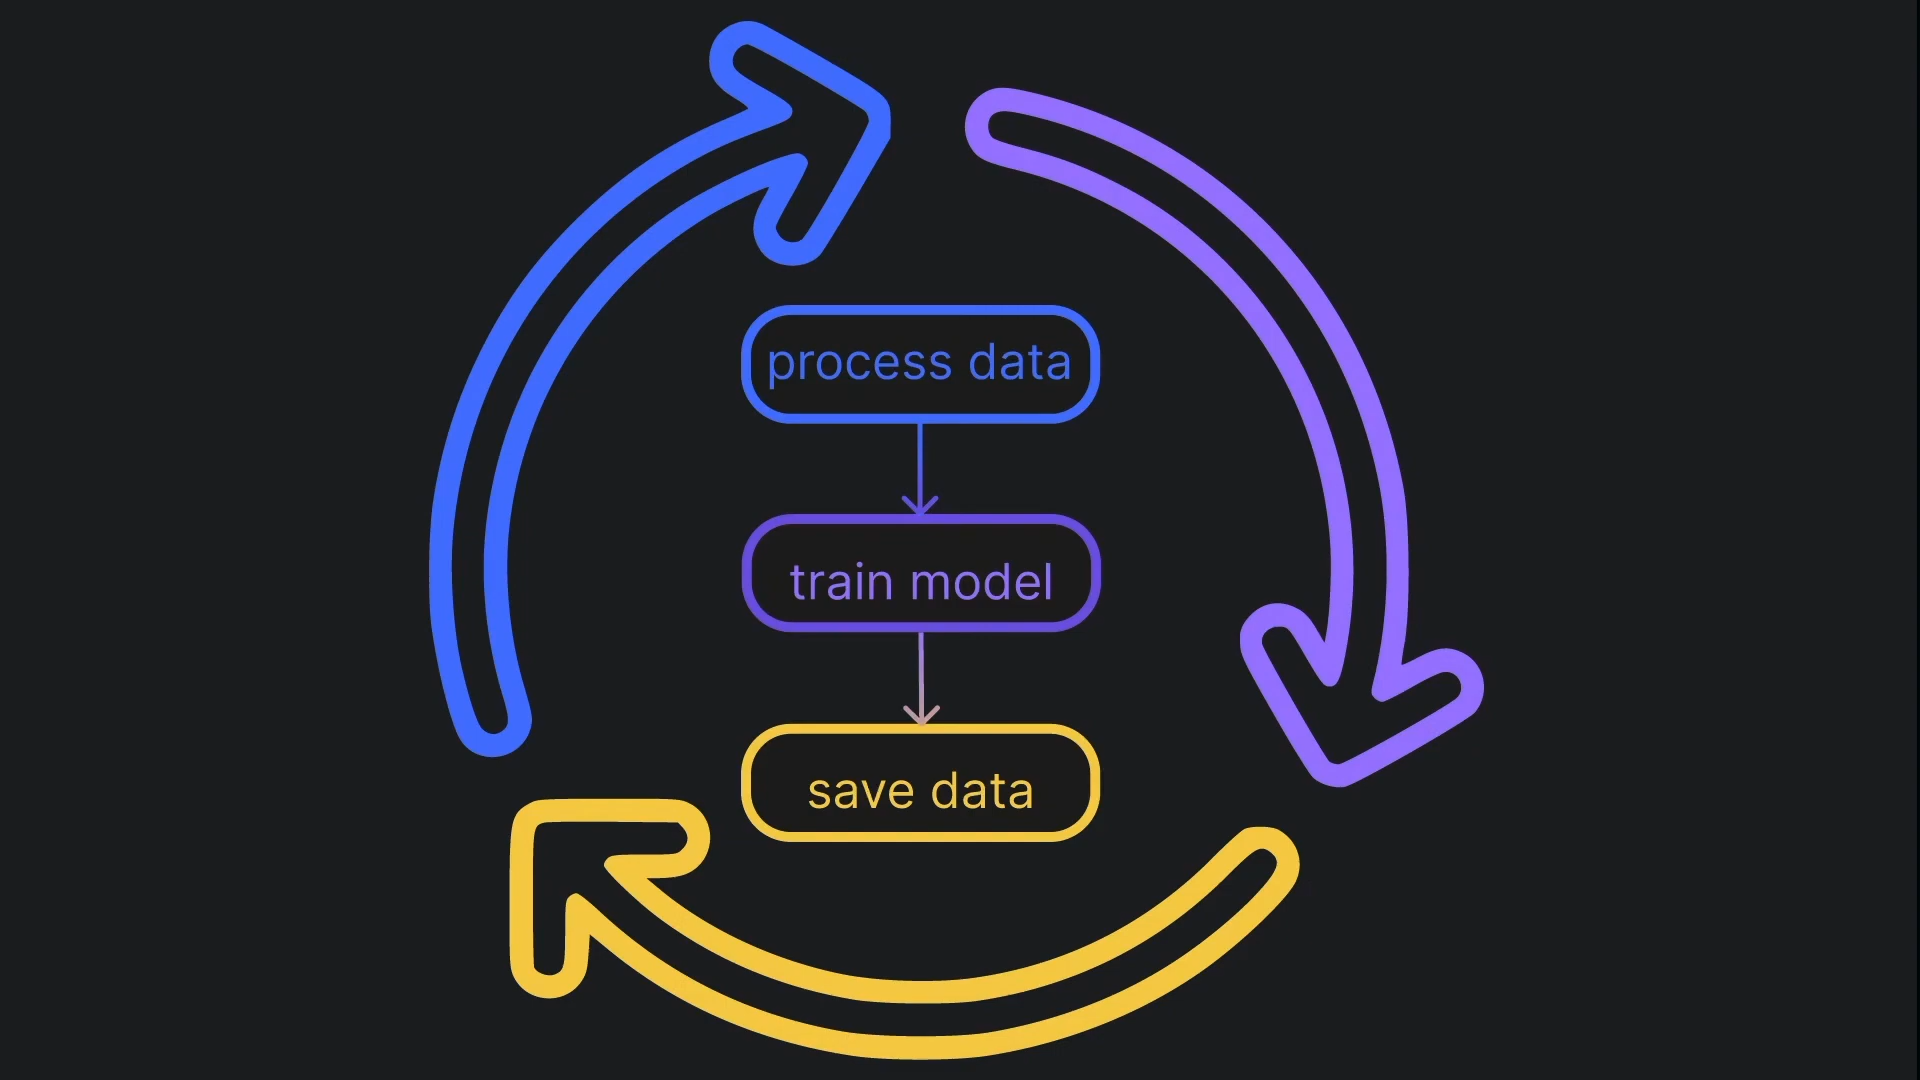 process data
train model
save data